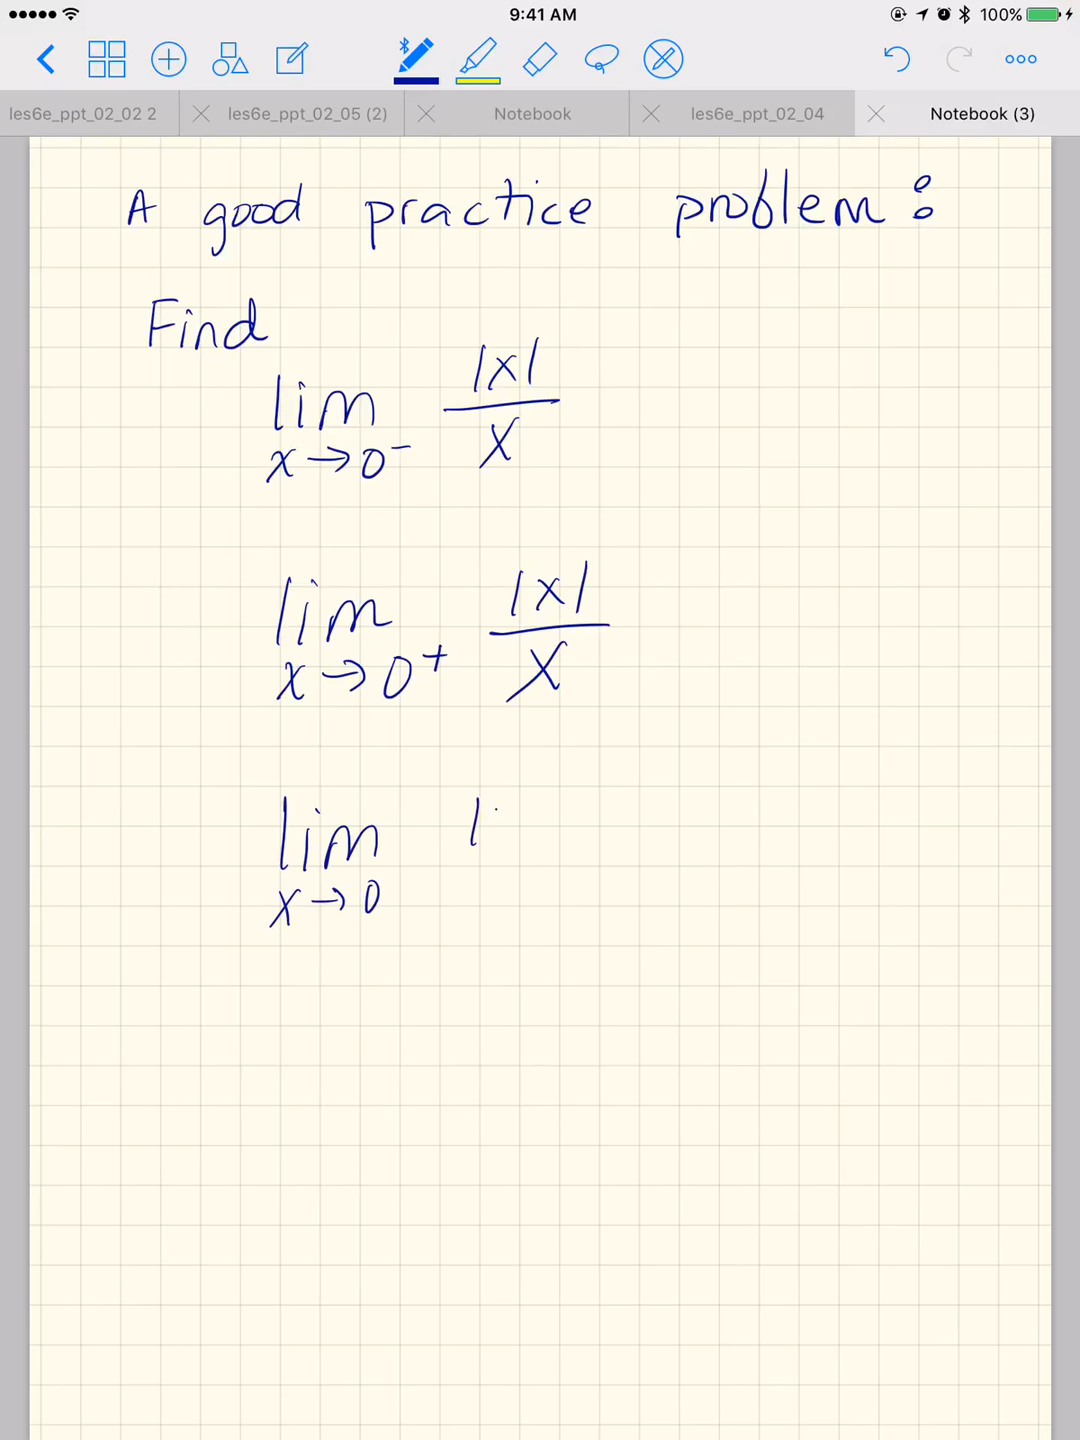 9:41 AM 100%
les6e_ppt_02_02 2 les6e_ppt_02_05 (2) Notebook les6e_ppt_02_04 Notebook (3)
A good practice problem:
Find
lim |x|
x→0⁻ x
lim |x|
x→0⁺ x
lim |
x→0